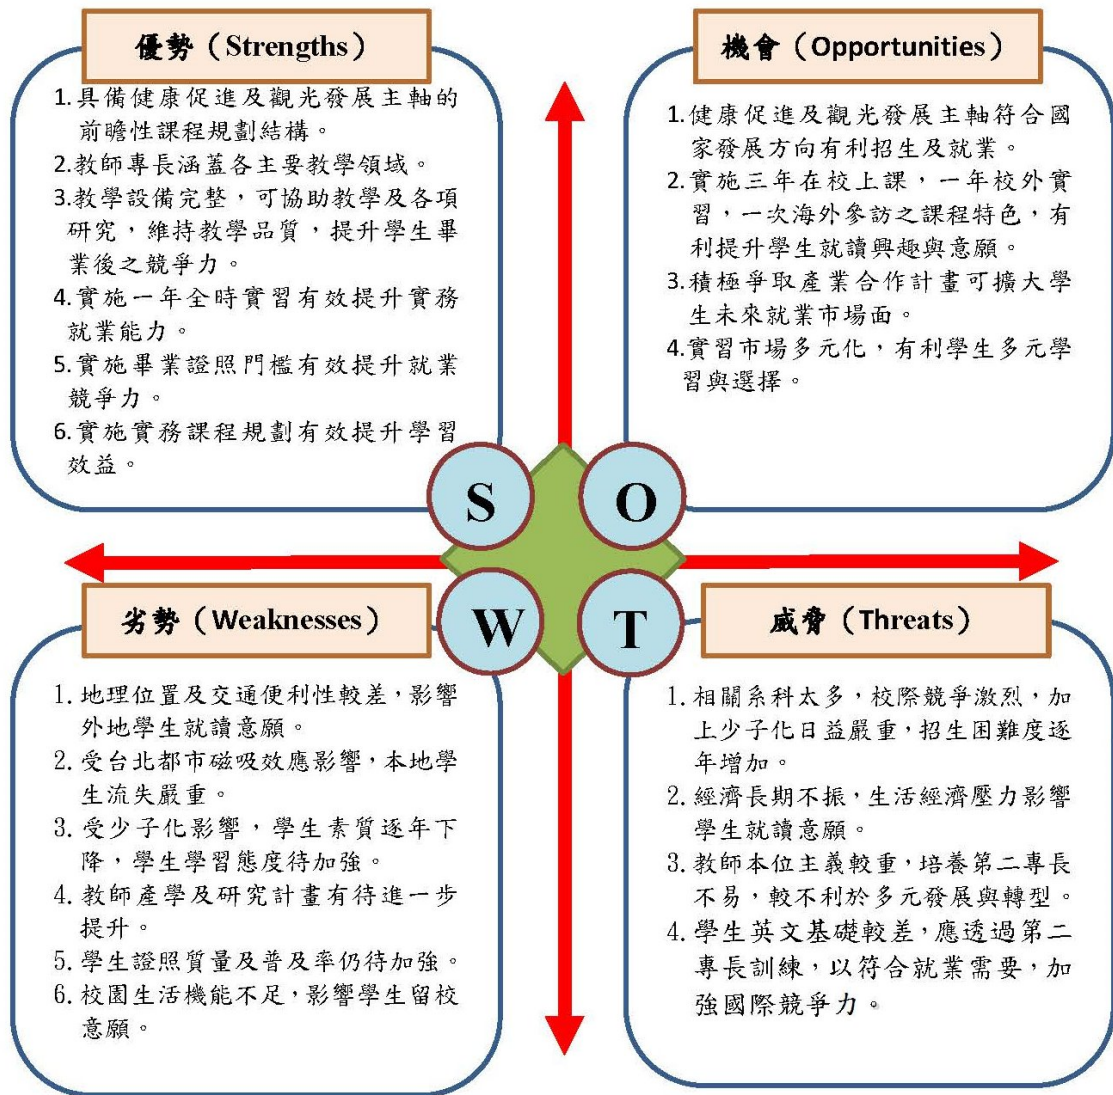 優勢（Strengths）
1.具備健康促進及觀光發展主軸的
前瞻性課程規劃結構。
2.教師專長涵蓋各主要教學領域。
3.教學設備完整，可協助教學及各項
研究，維持教學品質，提升學生畢
業後之競爭力。
4.實施一年全時實習有效提升實務
就業能力。
5.實施畢業證照門檻有效提升就業
競爭力。
6.實施實務課程規劃有效提升學習
效益。
機會（Opportunities）
1.健康促進及觀光發展主軸符合國
家發展方向有利招生及就業。
2.實施三年在校上課，一年校外實
習，一次海外參訪之課程特色，有
利提升學生就讀興趣與意願。
3.積極爭取產業合作計畫可擴大學
生未來就業市場面。
4.實習市場多元化，有利學生多元學
習與選擇。
S
O
W
T
劣勢（Weaknesses）
1. 地理位置及交通便利性較差，影響
外地學生就讀意願。
2. 受台北都市磁吸效應影響，本地學
生流失嚴重。
3. 受少子化影響，學生素質逐年下
降，學生學習態度待加強。
4. 教師產學及研究計畫有待進一步
提升。
5. 學生證照質量及普及率仍待加強。
6. 校園生活機能不足，影響學生留校
意願。
威脅（Threats）
1. 相關系科太多，校際競爭激烈，加
上少子化日益嚴重，招生困難度逐
年增加。
2. 經濟長期不振，生活經濟壓力影響
學生就讀意願。
3. 教師本位主義較重，培養第二專長
不易，較不利於多元發展與轉型。
4. 學生英文基礎較差，應透過第二
專長訓練，以符合就業需要，加
強國際競爭力。